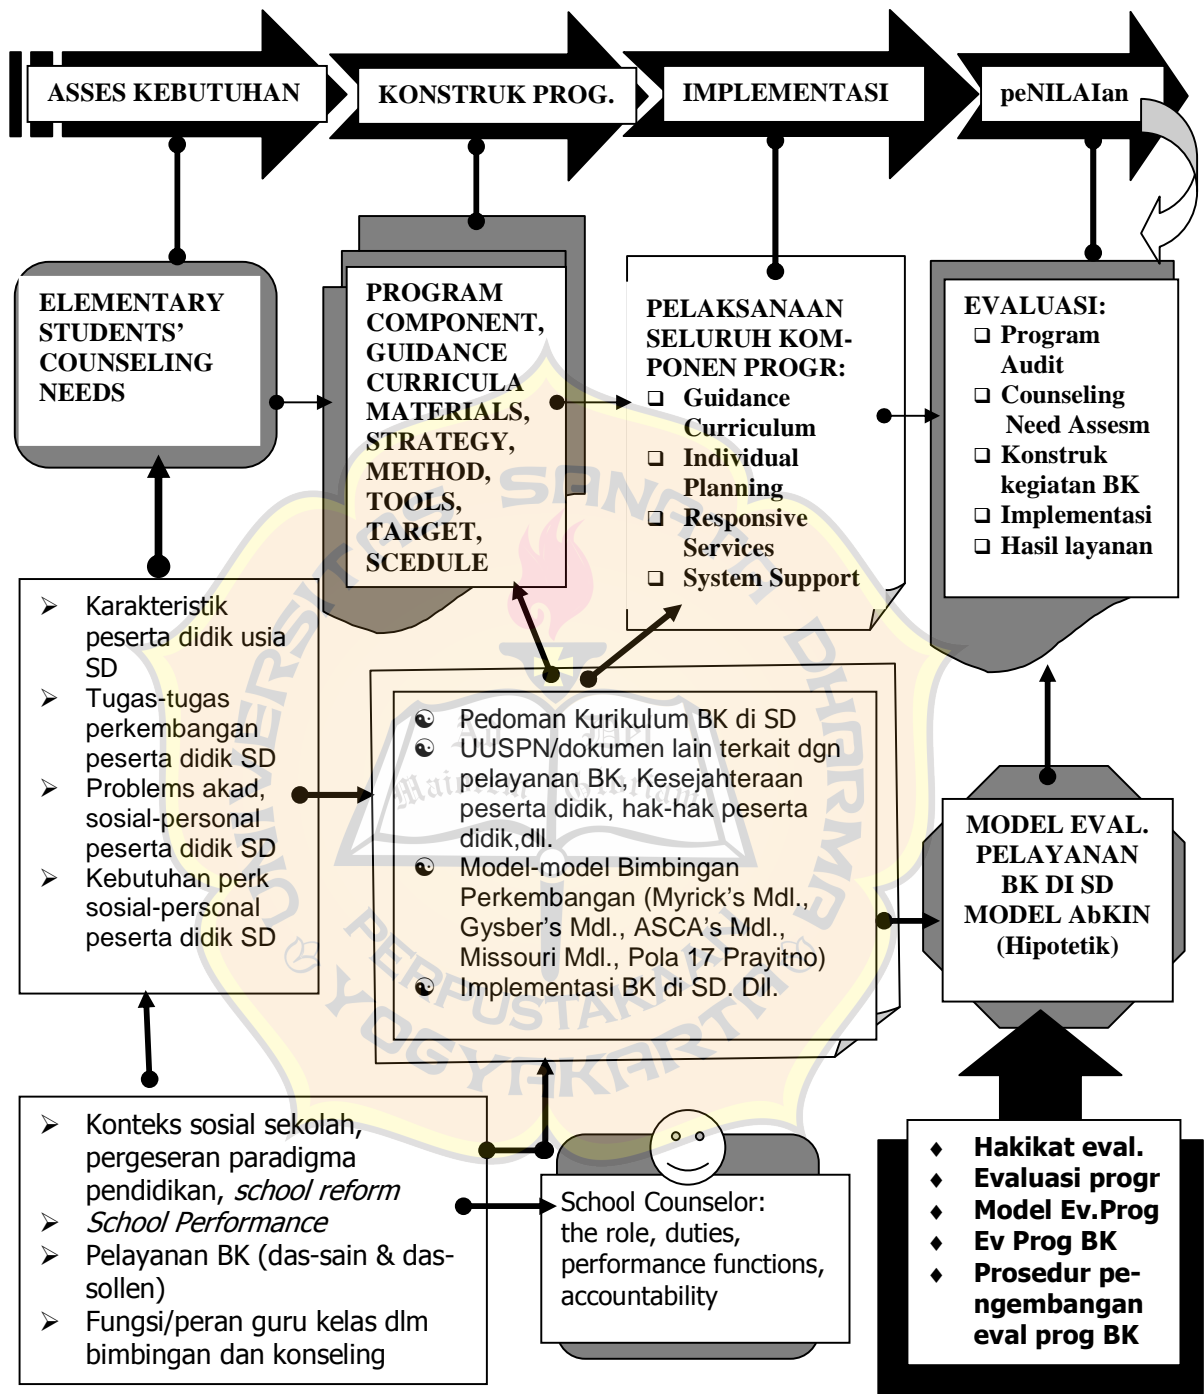 ASSES KEBUTUHAN
KONSTRUK PROG.
IMPLEMENTASI
peNILAIan
ELEMENTARY
STUDENTS’
COUNSELING
NEEDS
PROGRAM
COMPONENT,
GUIDANCE
CURRICULA
MATERIALS,
STRATEGY,
METHOD,
TOOLS,
TARGET,
SCEDULE
PELAKSANAAN
SELURUH KOM-
PONEN PROGR:
❑ Guidance
Curriculum
❑ Individual
Planning
❑ Responsive
Services
❑ System Support
EVALUASI:
❑ Program
Audit
❑ Counseling
Need Assesm
❑ Konstruk
kegiatan BK
❑ Implementasi
❑ Hasil layanan
➢ Karakteristik
peserta didik usia
SD
➢ Tugas-tugas
perkembangan
peserta didik SD
➢ Problems akad,
sosial-personal
peserta didik SD
➢ Kebutuhan perk
sosial-personal
peserta didik SD
☯ Pedoman Kurikulum BK di SD
☯ UUSPN/dokumen lain terkait dgn
pelayanan BK, Kesejahteraan
peserta didik, hak-hak peserta
didik,dll.
☯ Model-model Bimbingan
Perkembangan (Myrick’s Mdl.,
Gysber’s Mdl., ASCA’s Mdl.,
Missouri Mdl., Pola 17 Prayitno)
☯ Implementasi BK di SD. Dll.
MODEL EVAL.
PELAYANAN
BK DI SD
MODEL AbKIN
(Hipotetik)
➢ Konteks sosial sekolah,
pergeseran paradigma
pendidikan, school reform
➢ School Performance
➢ Pelayanan BK (das-sain & das-
sollen)
➢ Fungsi/peran guru kelas dlm
bimbingan dan konseling
School Counselor:
the role, duties,
performance functions,
accountability
♦ Hakikat eval.
♦ Evaluasi progr
♦ Model Ev.Prog
♦ Ev Prog BK
♦ Prosedur pe-
ngembangan
eval prog BK
UNIVERSITAS SANATA DHARMA
PERPUSTAKAAN
YOGYAKARTA
Ad
Maiorem
Gloriam